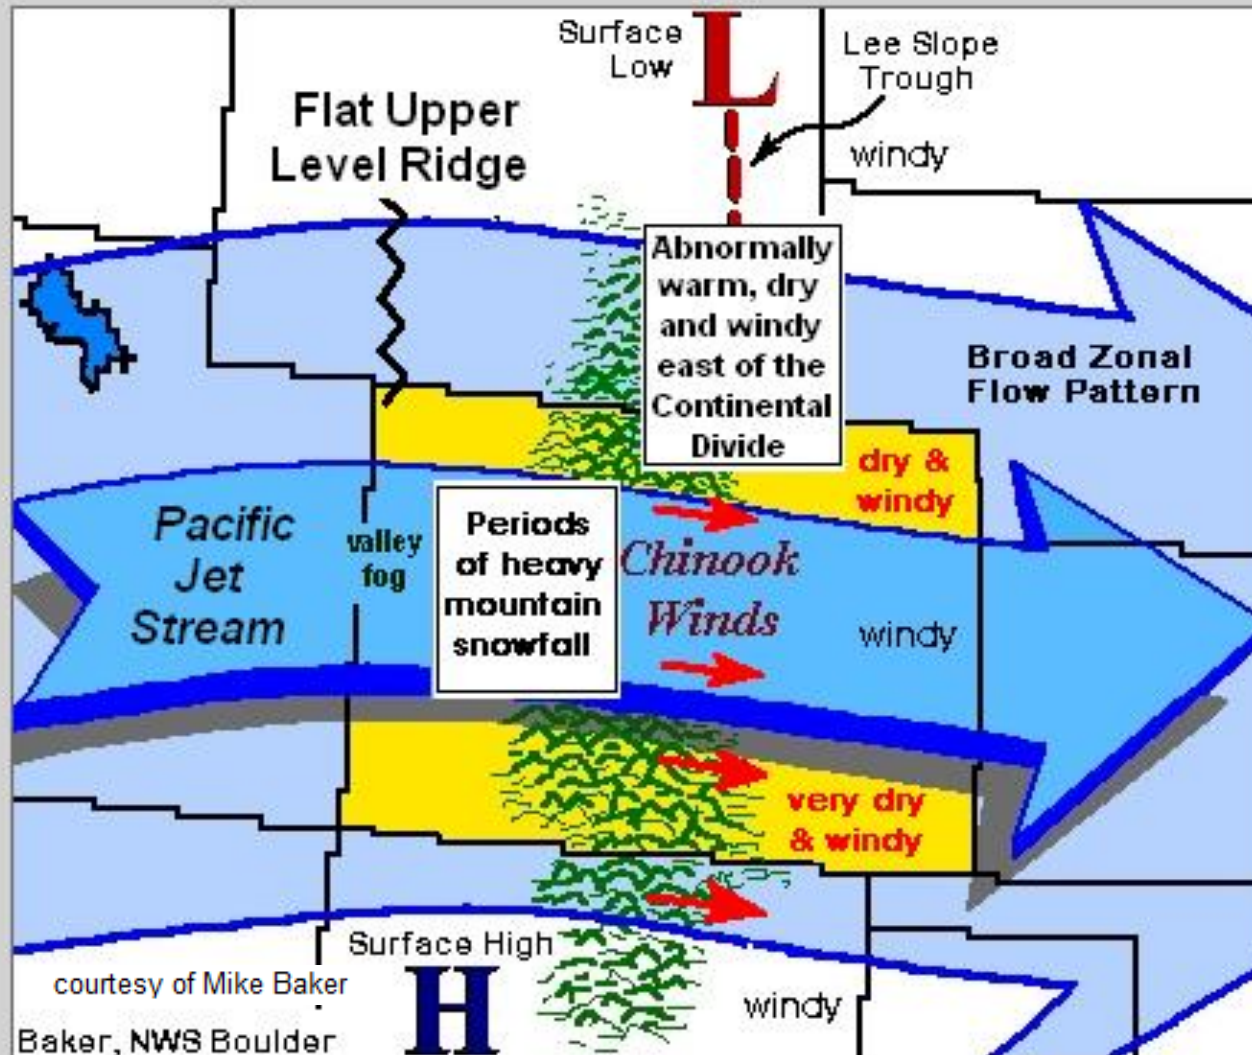 Surface
Low
L
Lee Slope
Trough
windy
Flat Upper
Level Ridge
Abnormally
warm, dry
and windy
east of the
Continental
Divide
Broad Zonal
Flow Pattern
dry &
windy
Pacific
Jet
Stream
valley
fog
Periods
of heavy
mountain
snowfall
Chinook
Winds
windy
very dry
& windy
Surface High
H
windy
courtesy of Mike Baker
Baker, NWS Boulder